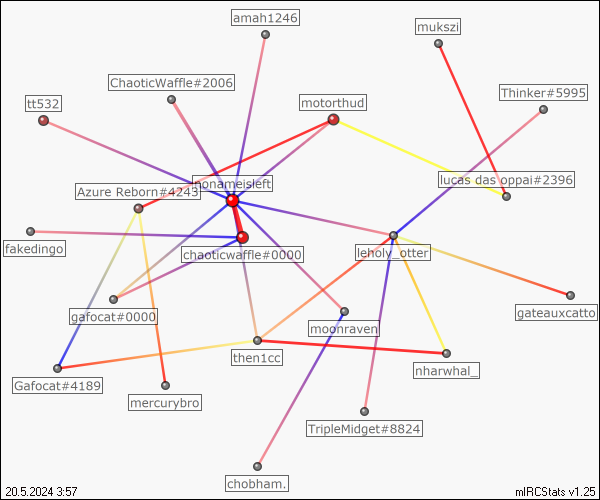 amah1246
mukszi
ChaoticWaffle#2006
Thinker#5995
tt532
motorthud
nonameisleft
lucas das oppai#2396
Azure Reborn#4243
fakedingo
chaoticwaffle#0000
leholy_otter
gafocat#0000
moonraven
gateauxcatto
then1cc
nharwhal_
Gafocat#4189
mercurybro
TripleMidget#8824
chobham.
20.5.2024 3:57
mIRCStats v1.25